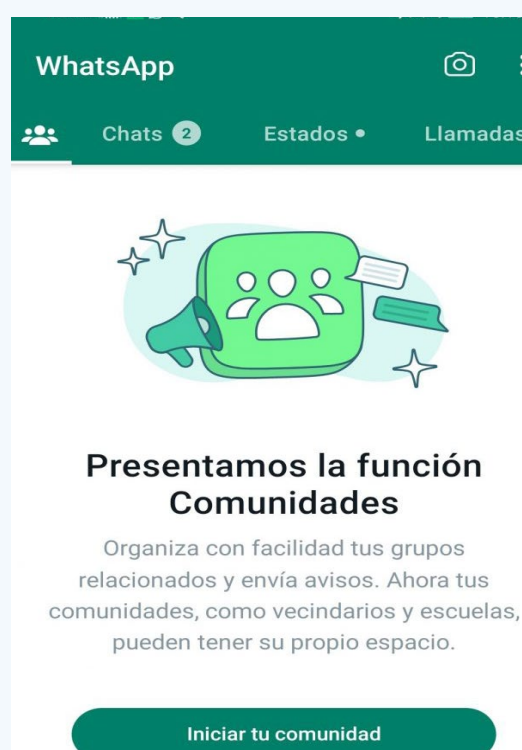 WhatsApp
Chats 2 Estados • Llamadas
Presentamos la función
Comunidades
Organiza con facilidad tus grupos
relacionados y envía avisos. Ahora tus
comunidades, como vecindarios y escuelas,
pueden tener su propio espacio.
Iniciar tu comunidad